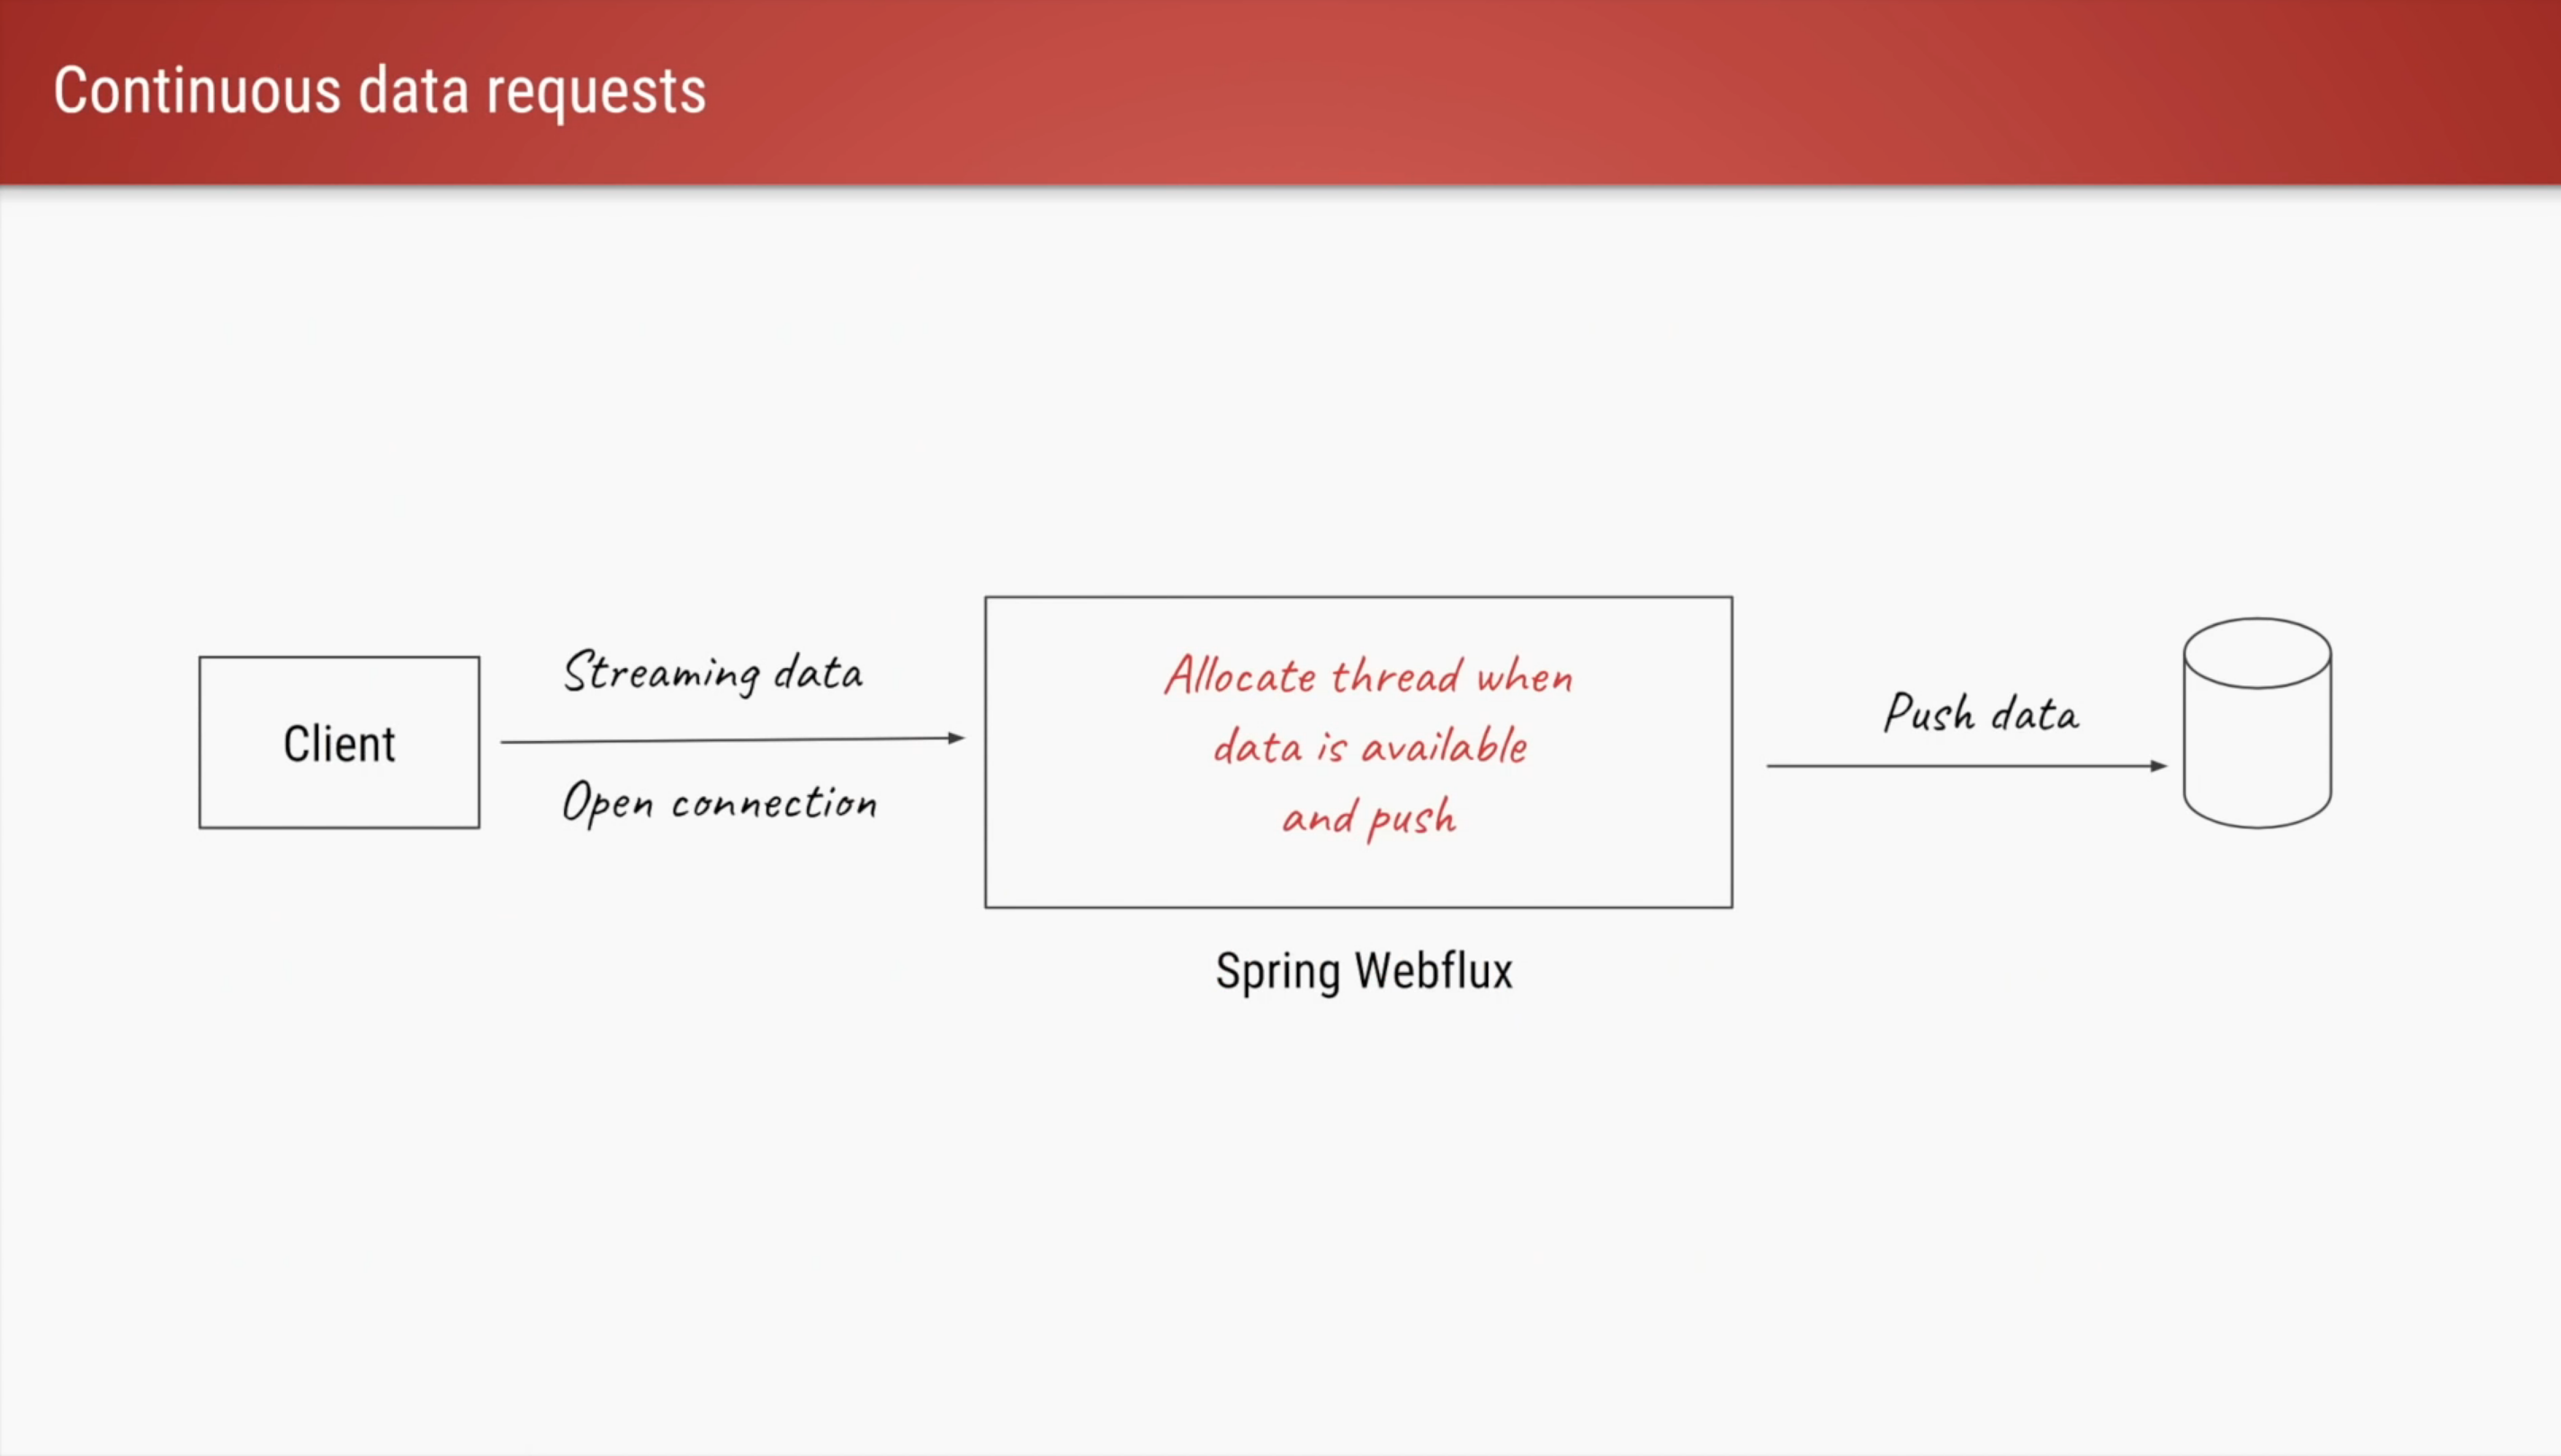 Continuous data requests
Client
Streaming data
Open connection
Allocate thread when
data is available
and push
Spring Webflux
Push data